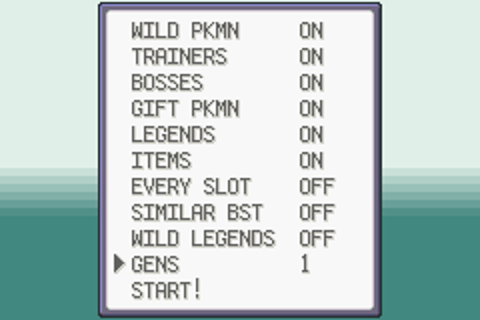 WILD PKMN ON
TRAINERS ON
BOSSES ON
GIFT PKMN ON
LEGENDS ON
ITEMS ON
EVERY SLOT OFF
SIMILAR BST OFF
WILD LEGENDS OFF
GENS 1
START!